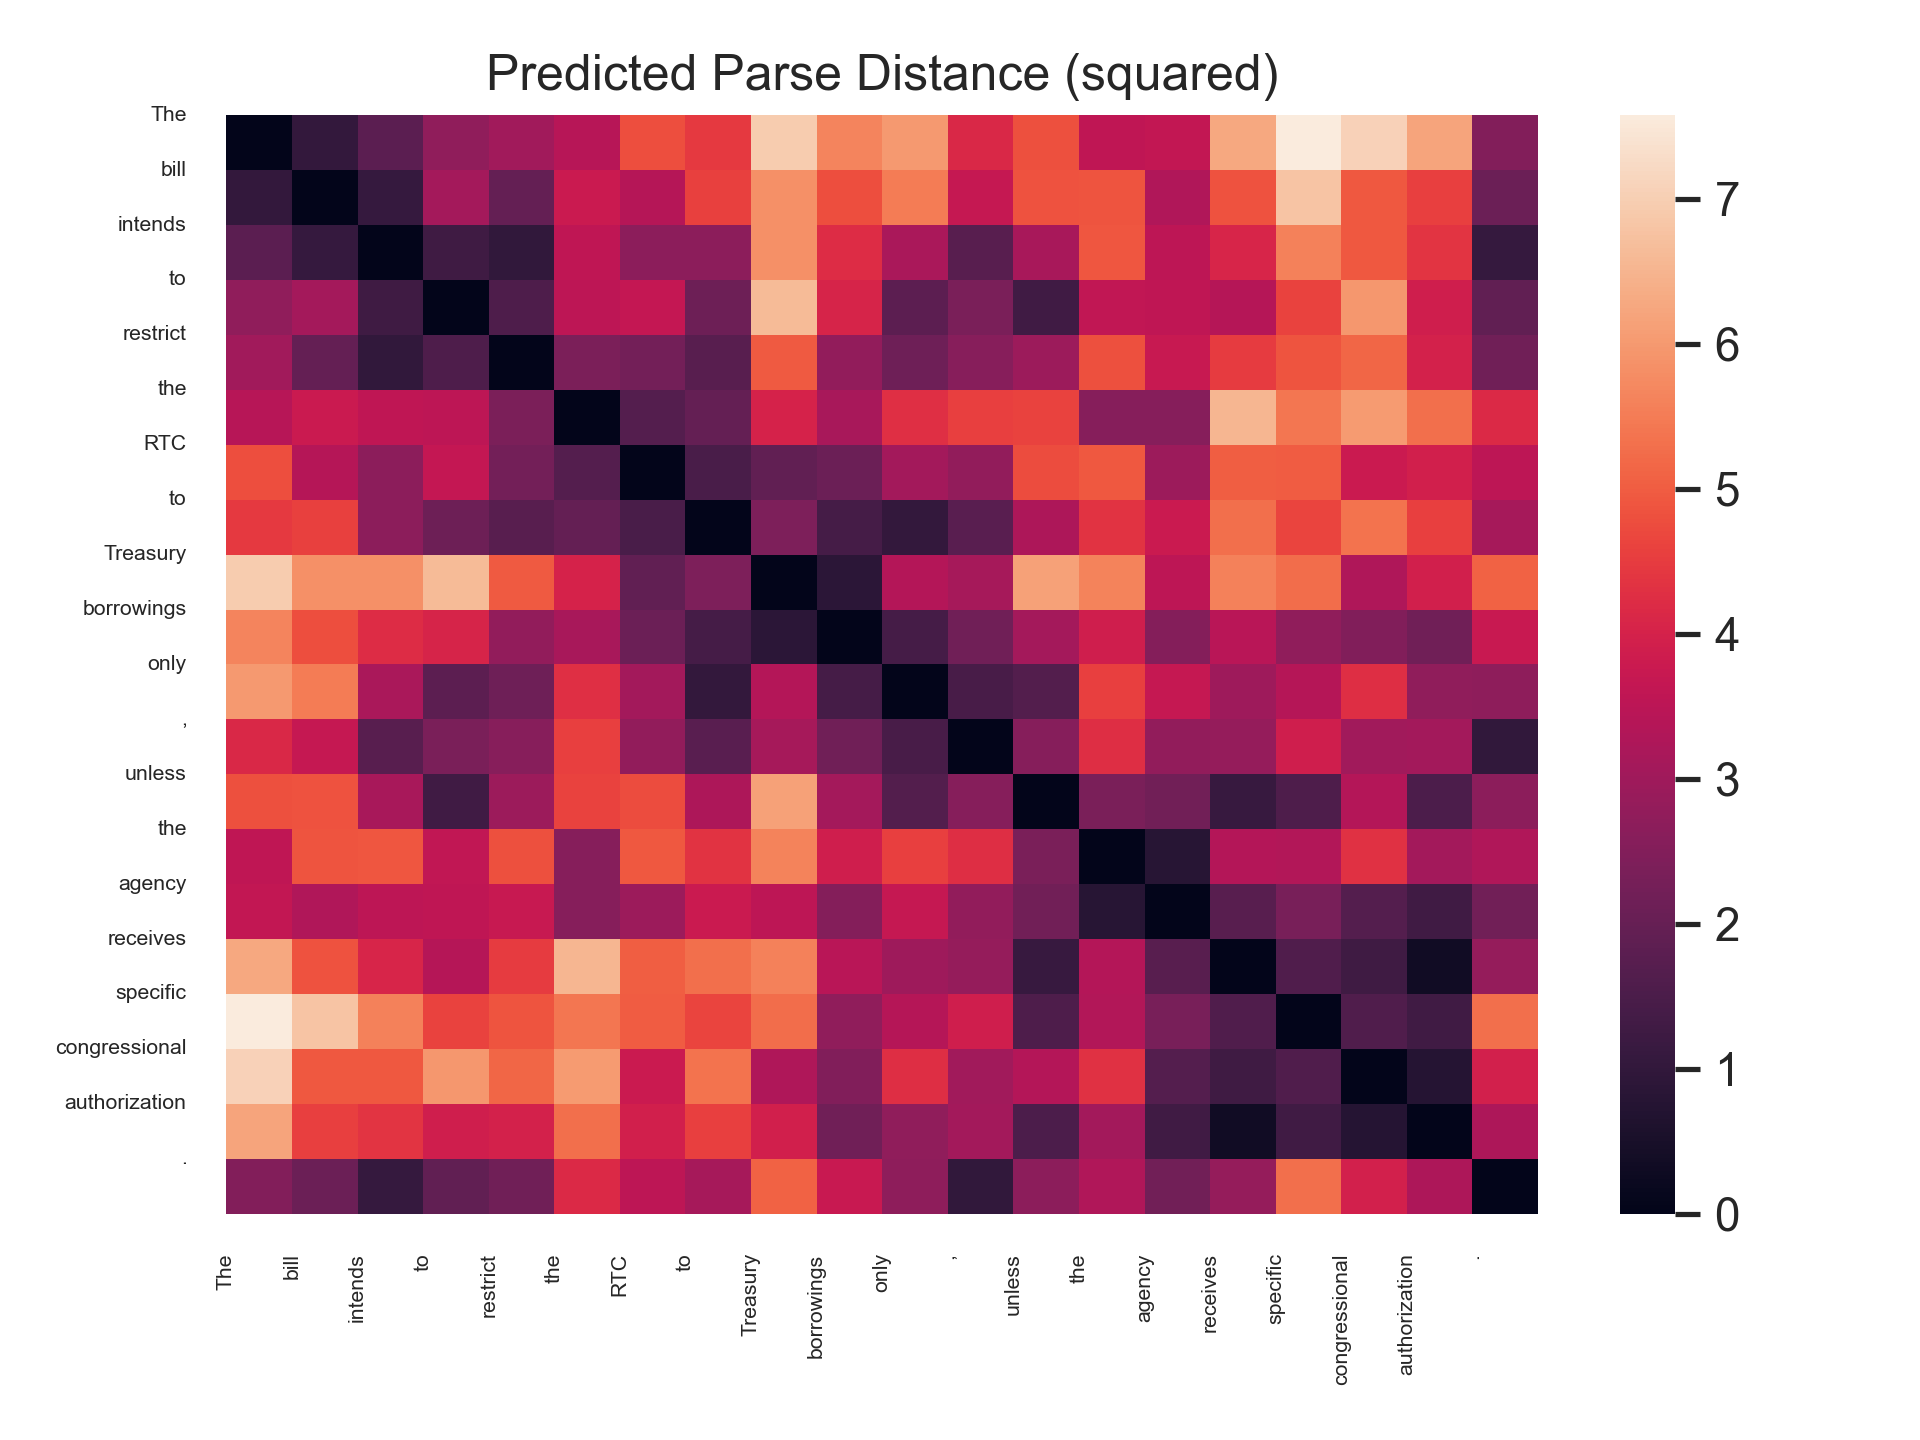 Predicted Parse Distance (squared)
The
bill
intends
to
restrict
the
RTC
to
Treasury
borrowings
only
,
unless
the
agency
receives
specific
congressional
authorization
.
7
6
5
4
3
2
1
0
The
bill
intends
to
restrict
the
RTC
to
Treasury
borrowings
only
,
unless
the
agency
receives
specific
congressional
authorization
.